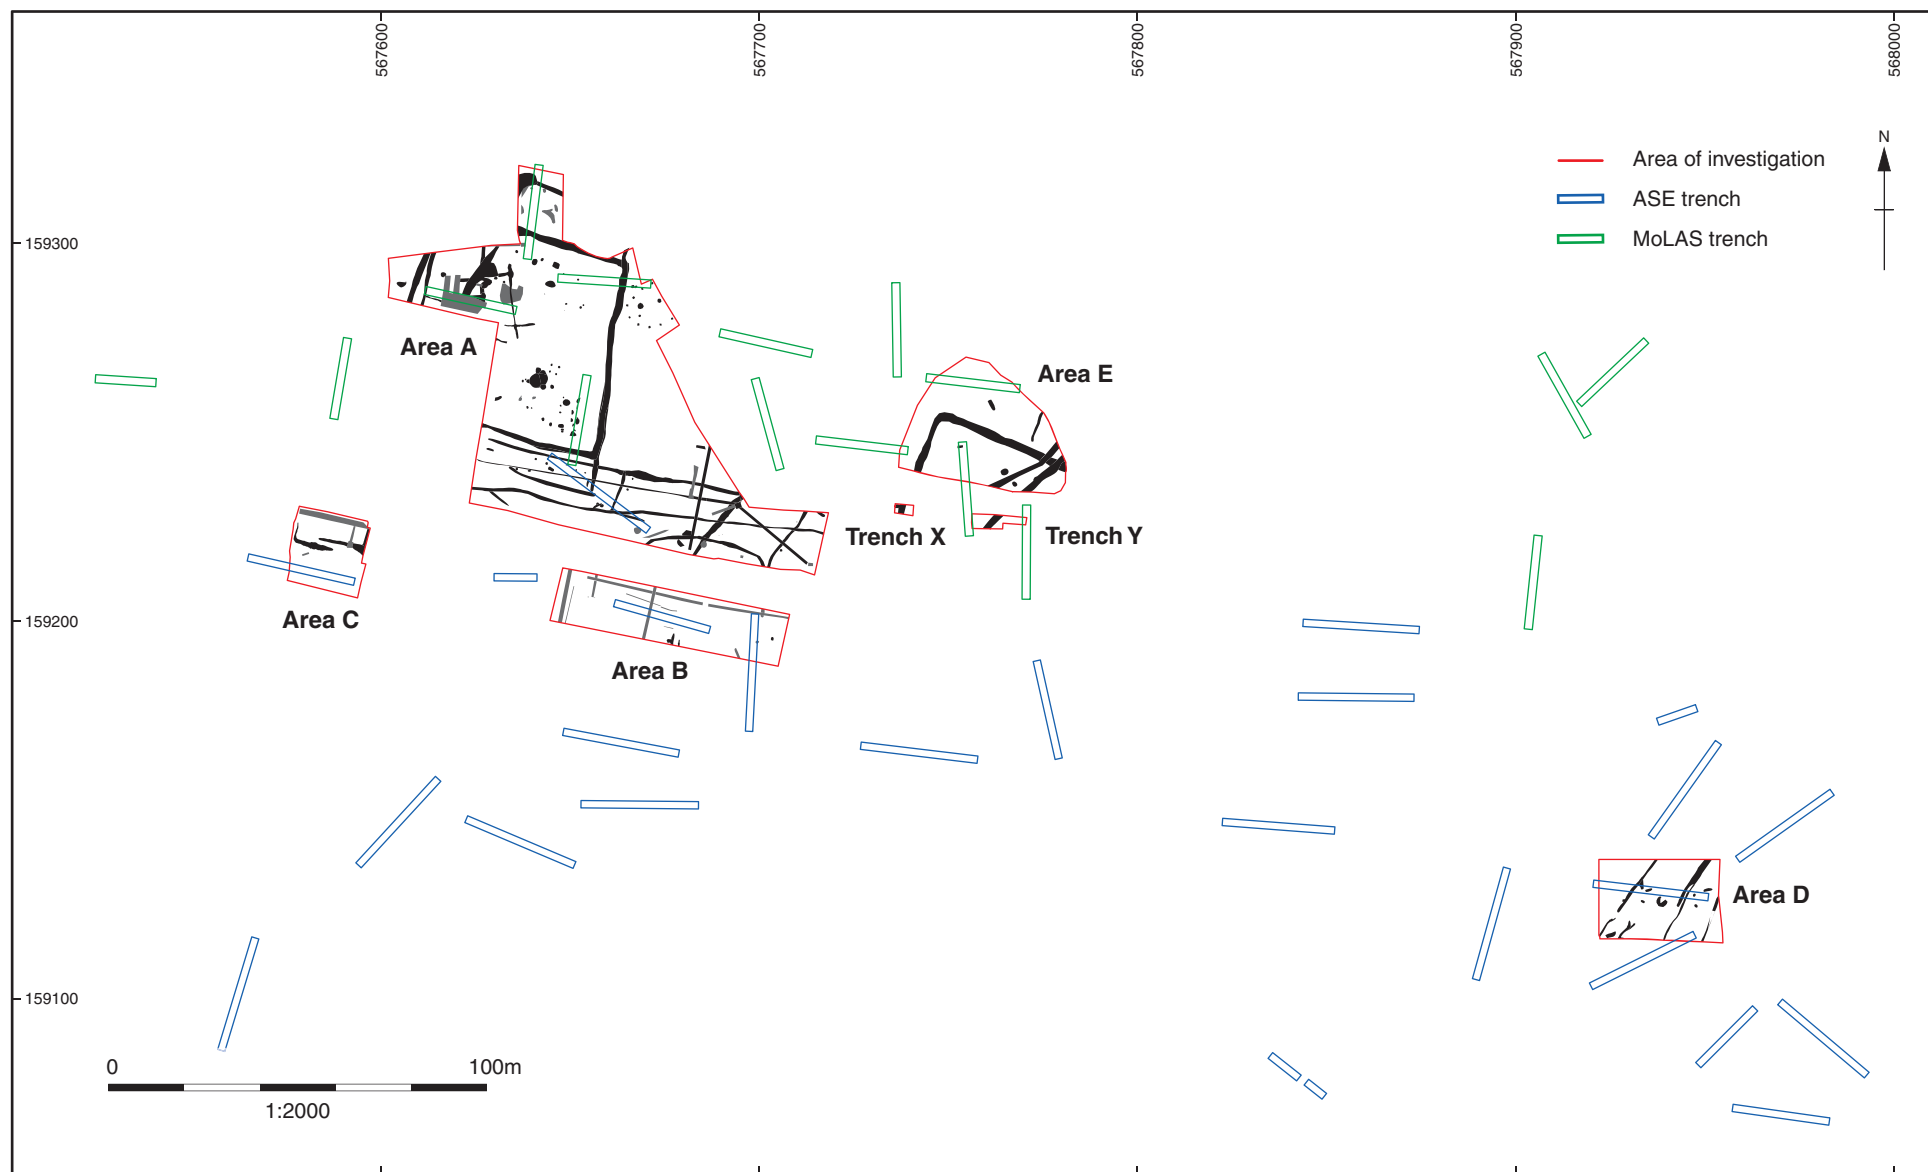 567600
567700
567800
567900
568000
N
Area of investigation
ASE trench
MoLAS trench
159300
Area A
Area E
Trench X
Trench Y
Area C
159200
Area B
Area D
159100
0 100m
1:2000